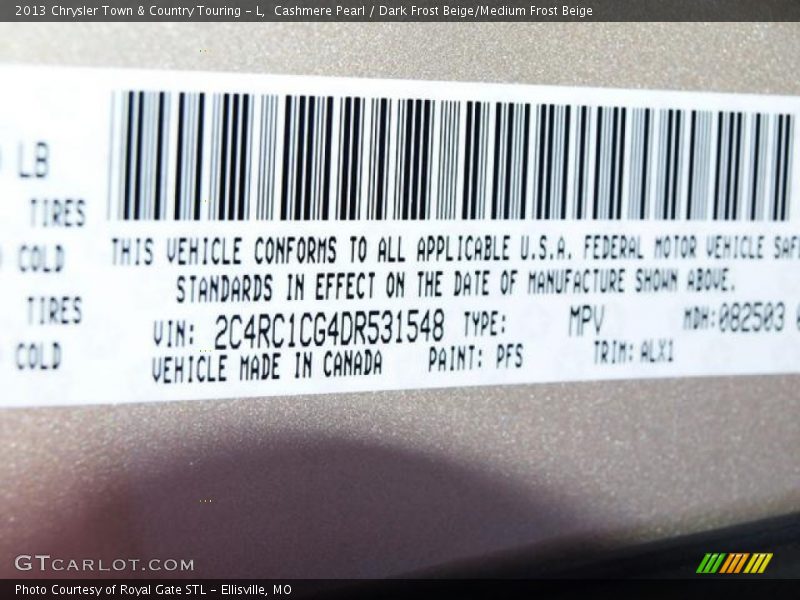 2013 Chrysler Town & Country Touring - L,  Cashmere Pearl / Dark Frost Beige/Medium Frost Beige
LB
TIRES
COLD
THIS VEHICLE CONFORMS TO ALL APPLICABLE U.S.A. FEDERAL MOTOR VEHICLE SAF
STANDARDS IN EFFECT ON THE DATE OF MANUFACTURE SHOWN ABOVE.
TIRES
VIN: 2C4RC1CG4DR531548 TYPE: MPV MDH:082503
COLD
VEHICLE MADE IN CANADA PAINT: PFS TRIM: ALX1
GTCARLOT.COM
Photo Courtesy of Royal Gate STL - Ellisville, MO